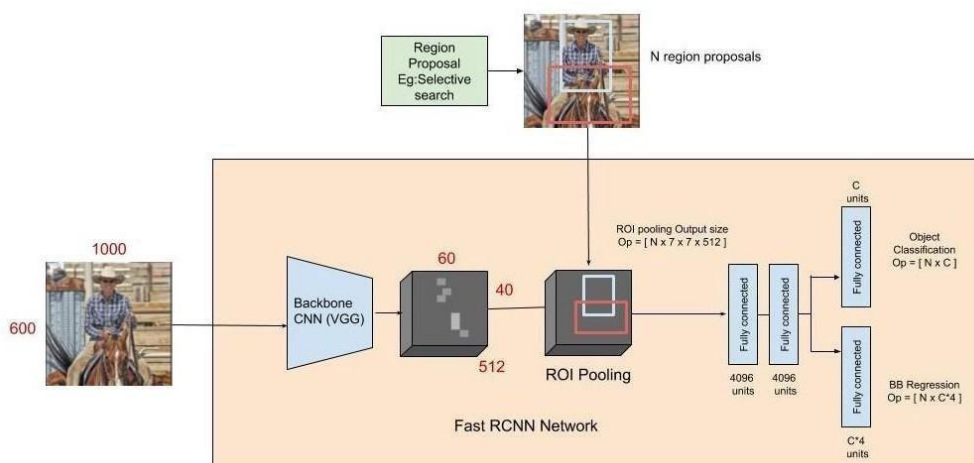 Region
Proposal
Eg:Selective
search
N region proposals
1000
600
Backbone
CNN (VGG)
60
40
512
ROI Pooling
ROI pooling Output size
Op = [ N x 7 x 7 x 512 ]
Fully connected
4096
units
Fully connected
4096
units
C
units
Fully connected
Object
Classification
Op = [ N x C ]
Fully connected
C*4
units
BB Regression
Op = [ N x C*4 ]
Fast RCNN Network